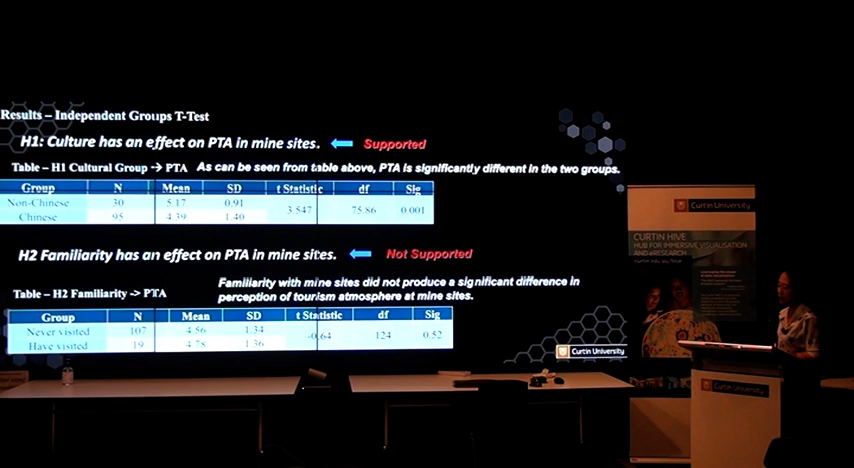 Results – Independent Groups T-Test
H1: Culture has an effect on PTA in mine sites. Supported
Table – H1 Cultural Group → PTA As can be seen from table above, PTA is significantly different in the two groups.
Group N Mean SD t Statistic df Sig
Non-Chinese 30 5.17 0.91
3.547 75.86 0.001
Chinese 95 4.39 1.40
H2 Familiarity has an effect on PTA in mine sites. Not Supported
Familiarity with mine sites did not produce a significant difference in
perception of tourism atmosphere at mine sites.
Table – H2 Familiarity -> PTA
Group N Mean SD t Statistic df Sig
Never visited 107 4.56 1.34
-0.64 124 0.52
Have visited 19 4.78 1.36
Curtin University
Curtin University
CURTIN HIVE
HUB FOR IMMERSIVE VISUALISATION
AND eRESEARCH
Curtin University